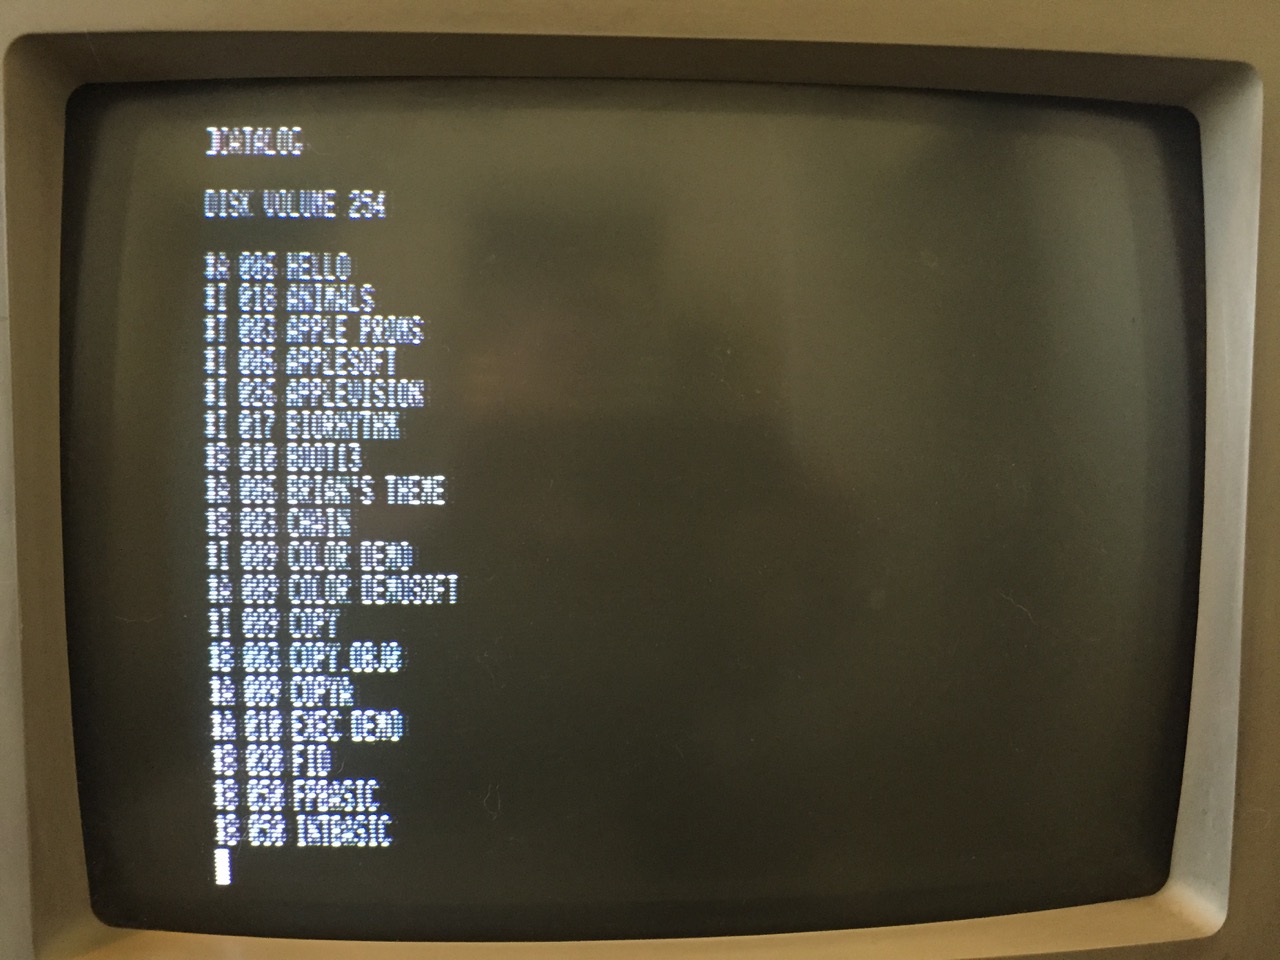 ]CATALOG
DISK VOLUME 254
*A 006 HELLO
*I 018 ANIMALS
*I 003 APPLE PROMS
*I 006 APPLESOFT
*I 026 APPLEVISION
*I 017 BIORHYTHM
*B 010 BOOT13
*A 006 BRIAN'S THEME
*B 003 CHAIN
*I 009 COLOR DEMO
*A 009 COLOR DEMOSOFT
*I 009 COPY
*B 003 COPY.OBJ0
*A 009 COPYA
*A 010 EXEC DEMO
*B 020 FID
*B 050 FPBASIC
*B 050 INTBASIC